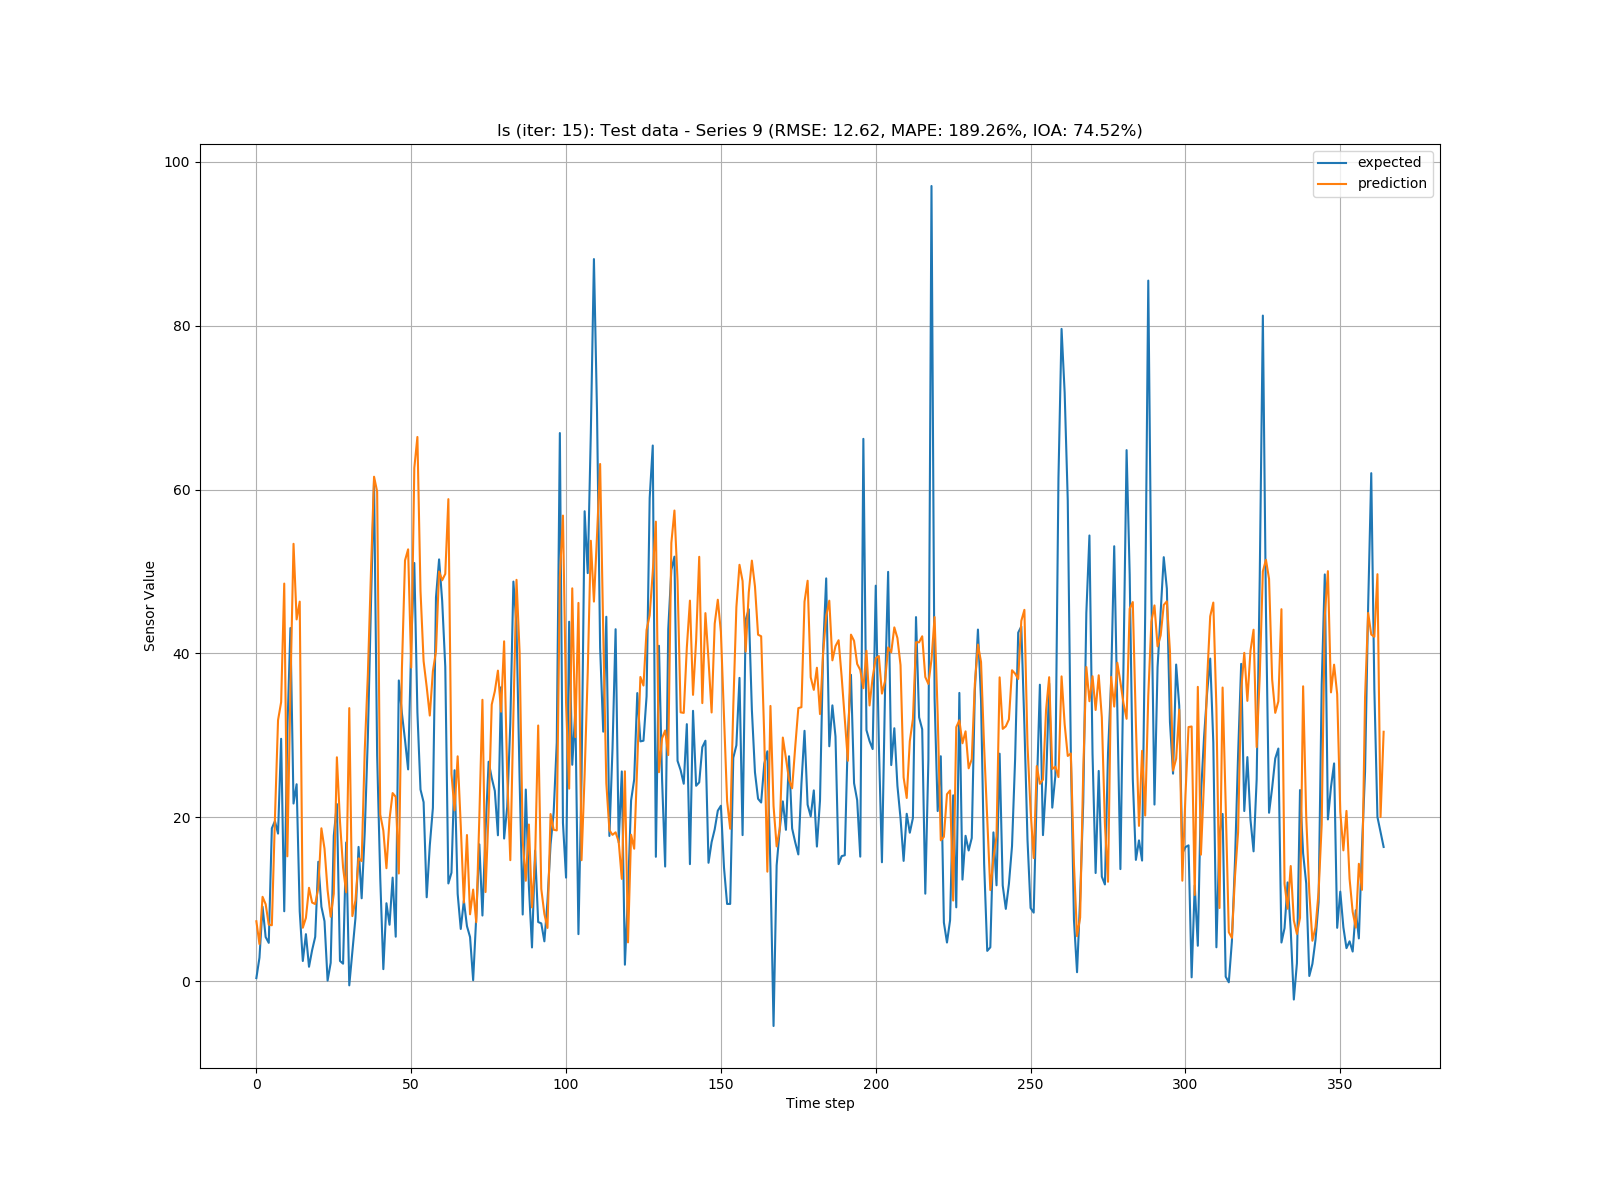 ls (iter: 15): Test data - Series 9 (RMSE: 12.62, MAPE: 189.26%, IOA: 74.52%)
expected
prediction
100
80
60
40
20
0
Sensor Value
0 50 100 150 200 250 300 350
Time step